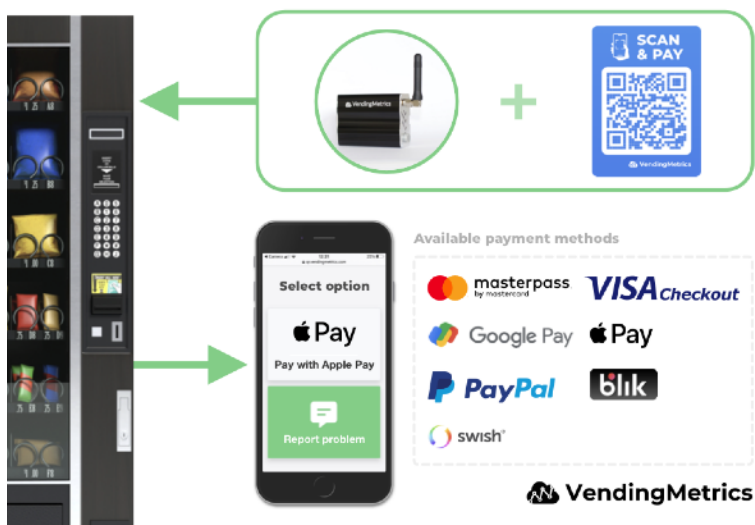 SCAN
& PAY
VendingMetrics
VendingMetrics
Available payment methods
Select option
Pay
Pay with Apple Pay
Report problem
masterpass
by mastercard
VISA Checkout
Google Pay
Pay
PayPal
blik
swish
VendingMetrics